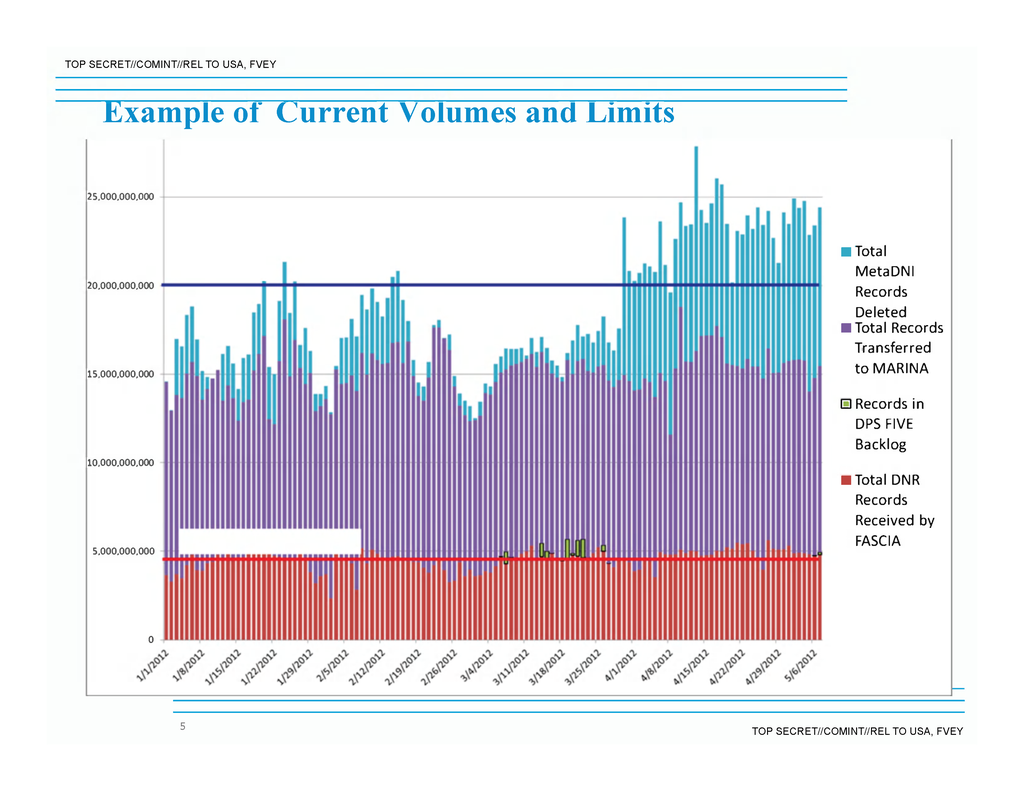 TOP SECRET//COMINT//REL TO USA, FVEY
Example of Current Volumes and Limits
25,000,000,000
20,000,000,000
15,000,000,000
10,000,000,000
5,000,000,000
0
1/1/2012
1/8/2012
1/15/2012
1/22/2012
1/29/2012
2/5/2012
2/12/2012
2/19/2012
2/26/2012
3/4/2012
3/11/2012
3/18/2012
3/25/2012
4/1/2012
4/8/2012
4/15/2012
4/22/2012
4/29/2012
5/6/2012
Total
MetaDNI
Records
Deleted
Total Records
Transferred
to MARINA
Records in
DPS FIVE
Backlog
Total DNR
Records
Received by
FASCIA
5
TOP SECRET//COMINT//REL TO USA, FVEY